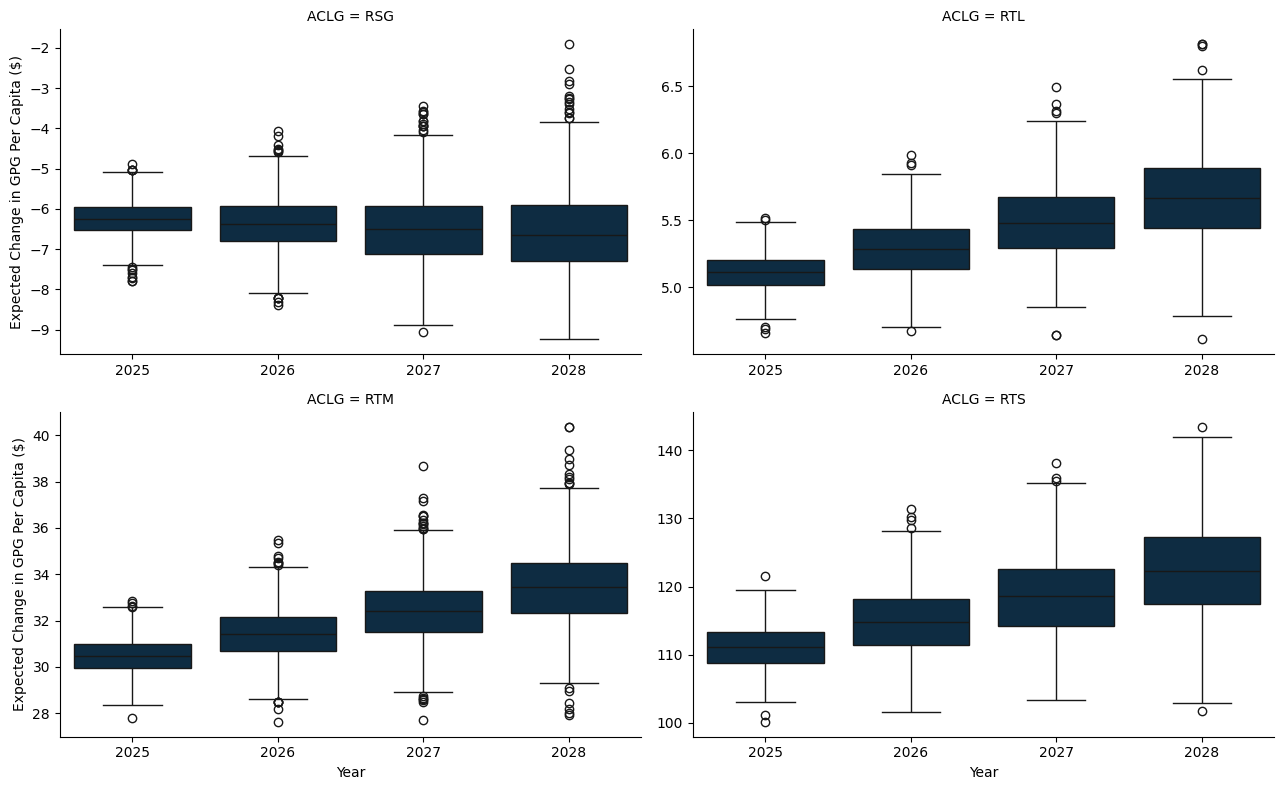 ACLG = RSG
ACLG = RTL
Expected Change in GPG Per Capita ($)
−2
−3
−4
−5
−6
−7
−8
−9
2025 2026 2027 2028
6.5
6.0
5.5
5.0
2025 2026 2027 2028
ACLG = RTM
ACLG = RTS
Expected Change in GPG Per Capita ($)
40
38
36
34
32
30
28
2025 2026 2027 2028
Year
140
130
120
110
100
2025 2026 2027 2028
Year